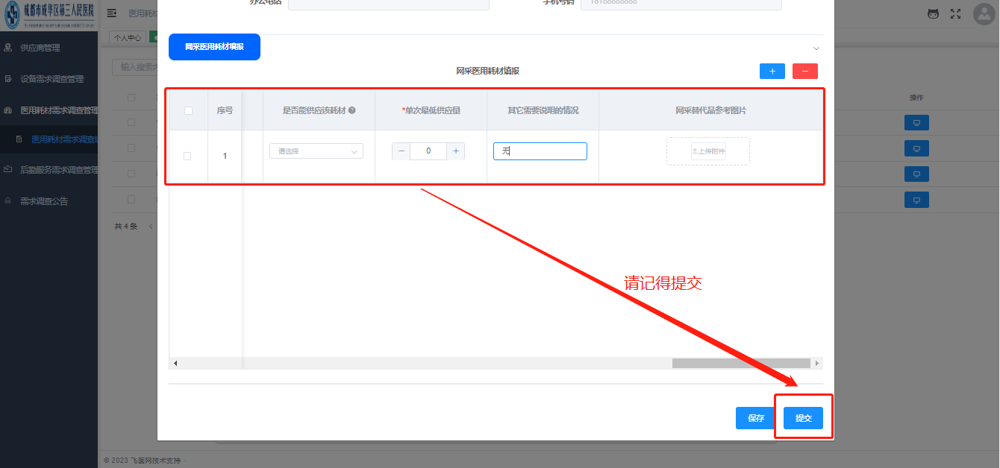 成都市成华区第三人民医院
医用耗材
办公电话
手机号码
18188888888
个人中心
供应商管理
网采医用耗材填报
设备需求调查管理
输入搜索内
网采医用耗材填报
+
−
医用耗材需求调查管理
序号
是否能供应该耗材
*单次最低供应量
其它需要说明的情况
网采替代品参考图片
操作
医用耗材需求调查填
1
请选择
−
0
+
无
上传附件
后勤服务需求调查管理
需求调查公告
共 4 条
请记得提交
保存
提交
© 2023 飞医网技术支持